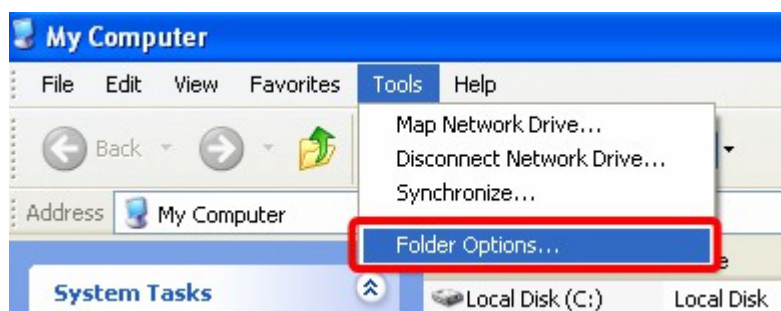 My Computer
File Edit View Favorites Tools Help
Map Network Drive...
Back
Disconnect Network Drive...
Synchronize...
Address My Computer
Folder Options...
System Tasks
Local Disk (C:) Local Disk